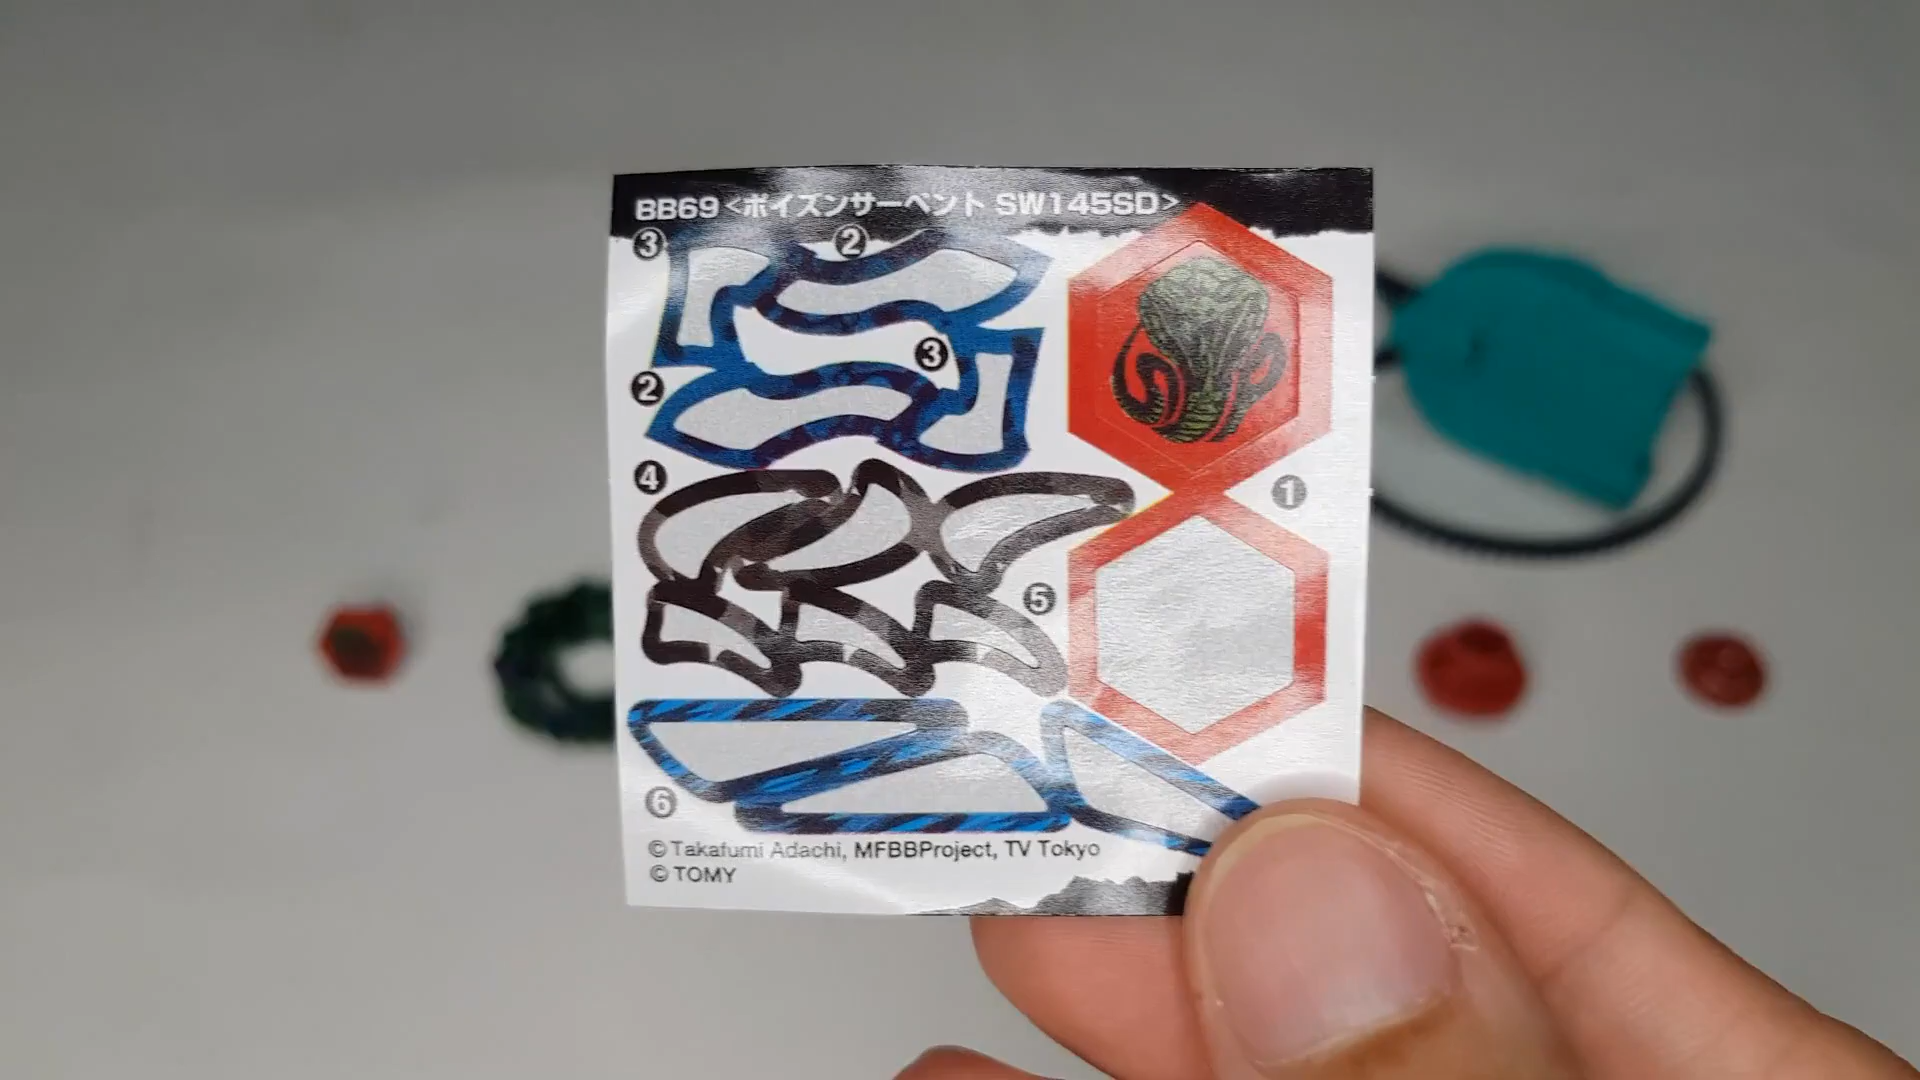 BB69<ポイズンサーペント SW145SD>
3
2
3
2
4
1
5
6
©Takafumi Adachi, MFBBProject, TV Tokyo
©TOMY